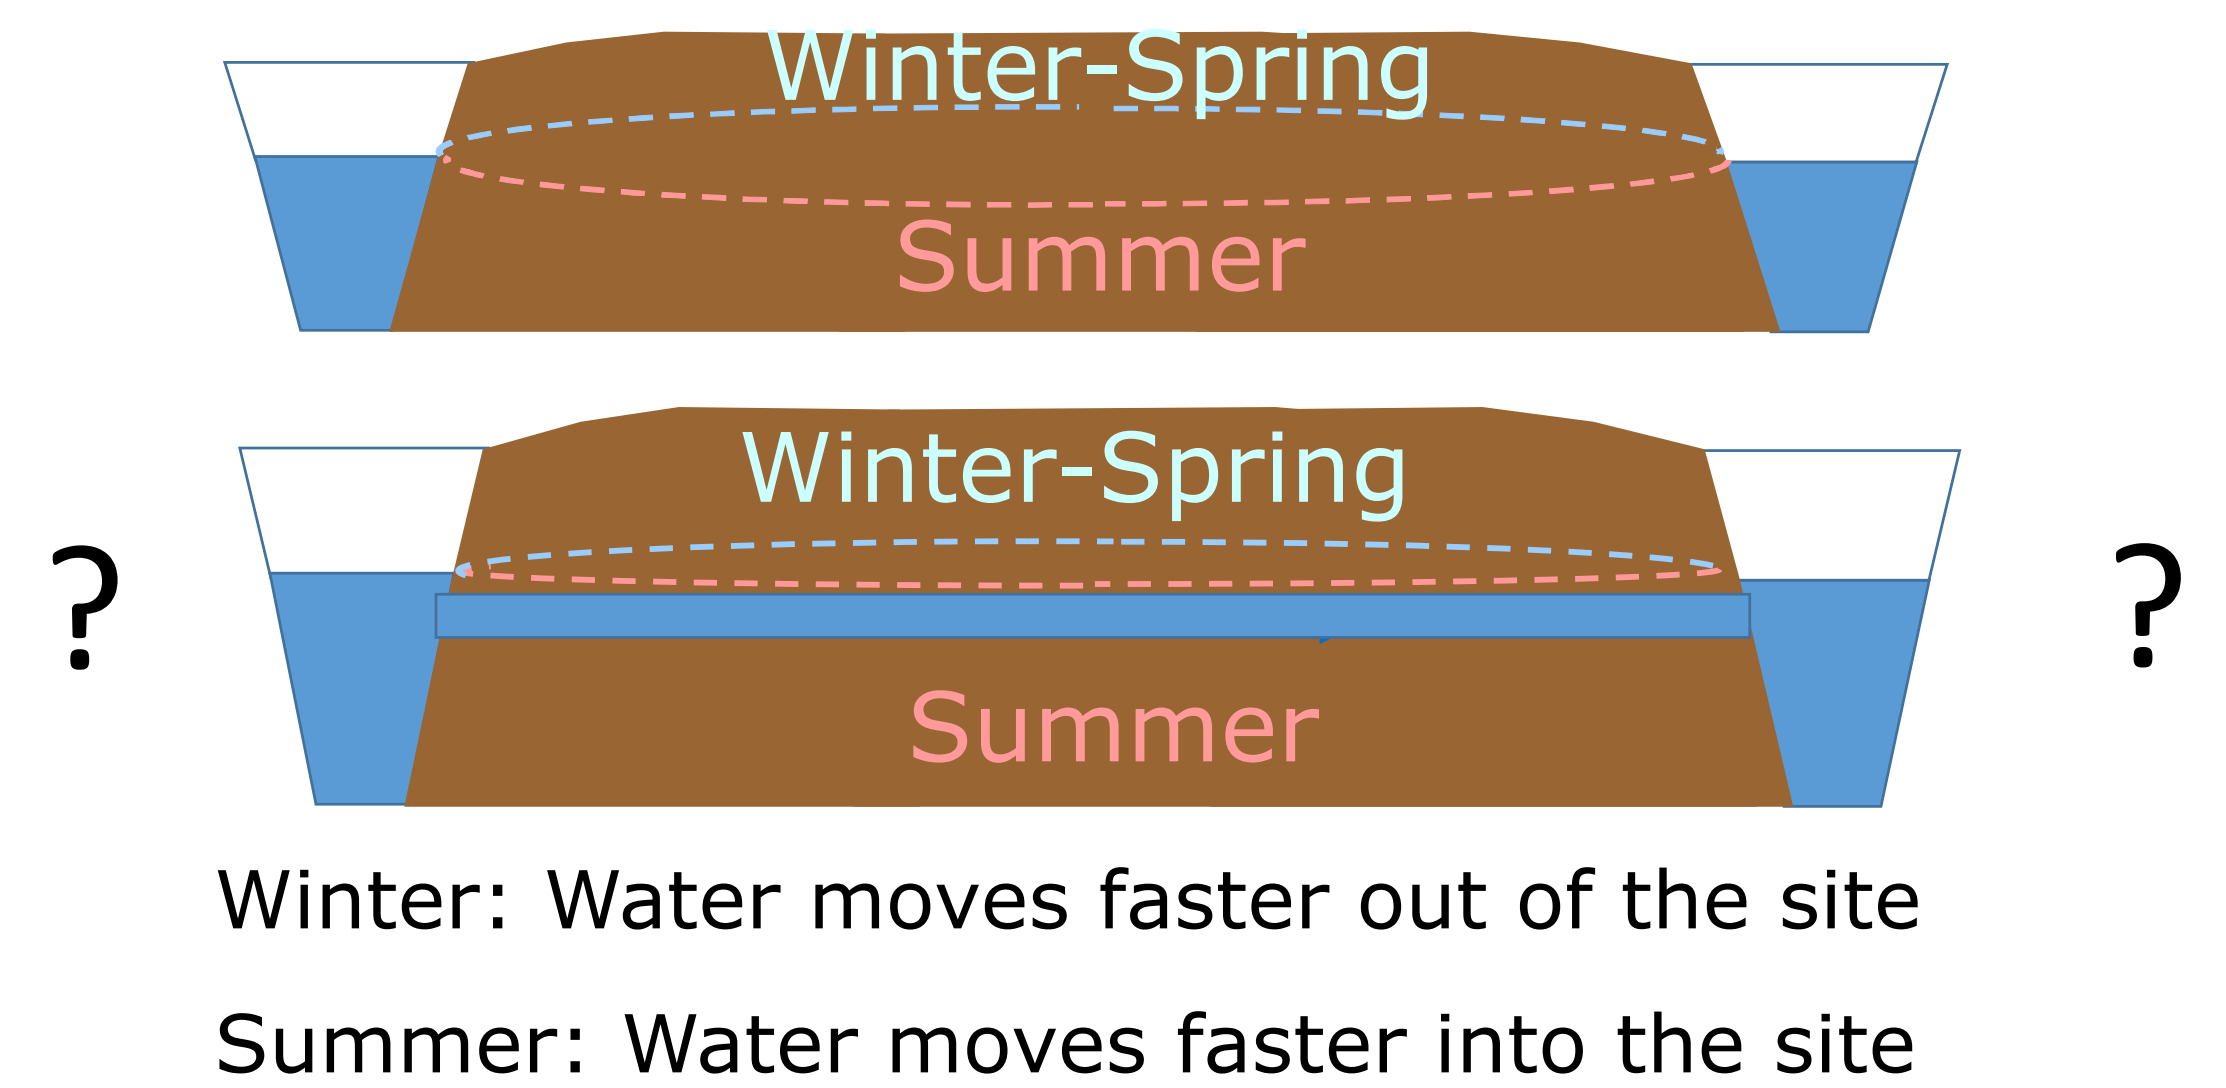 Winter-Spring
Summer
Winter-Spring
? ?
Summer
Winter: Water moves faster out of the site
Summer: Water moves faster into the site